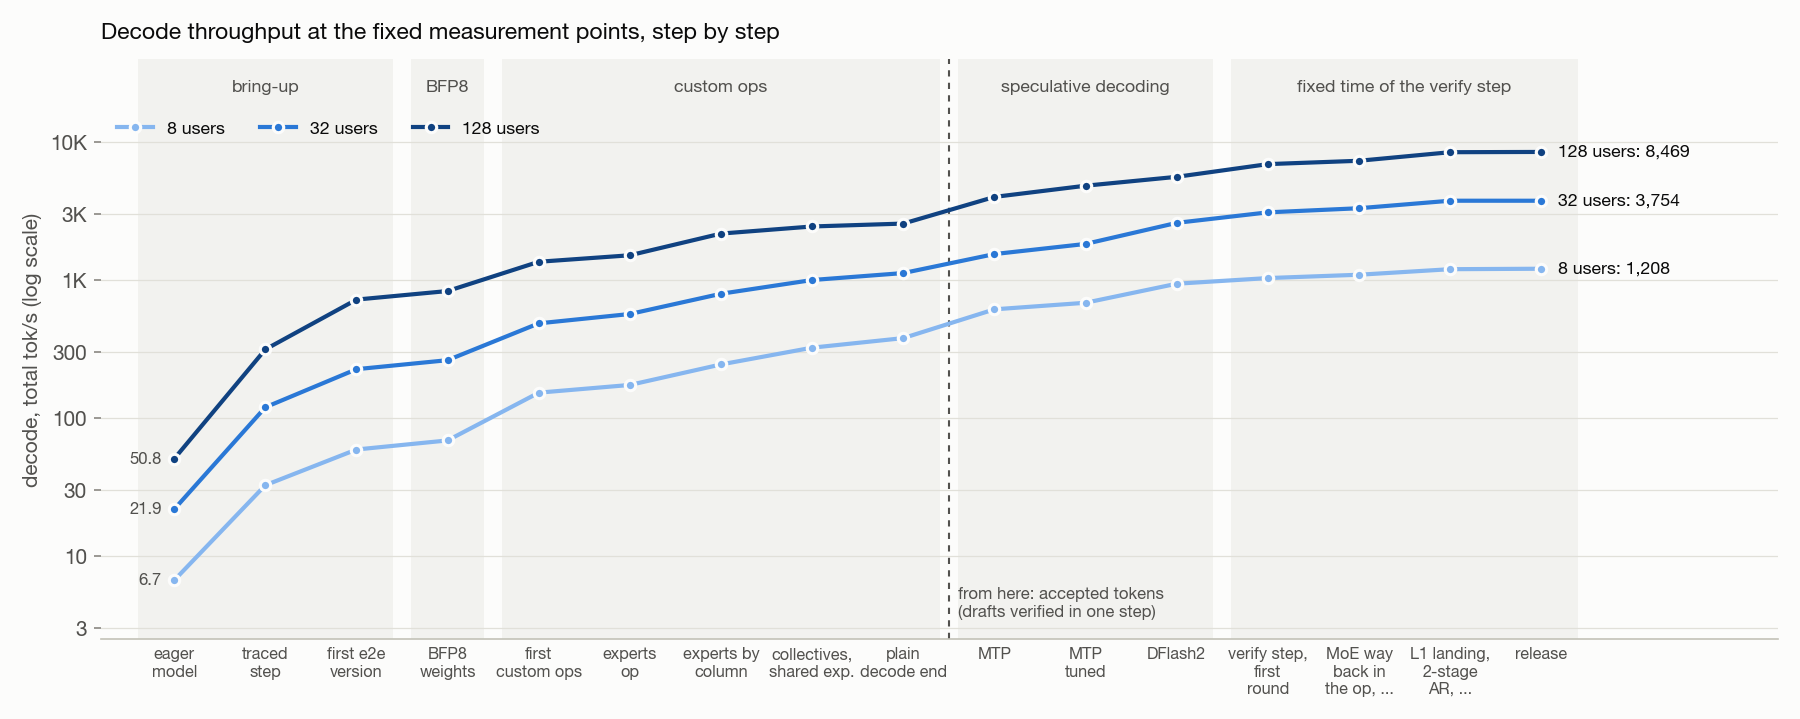 Decode throughput at the fixed measurement points, step by step
bring-up
BFP8
custom ops
speculative decoding
fixed time of the verify step
8 users
32 users
128 users
decode, total tok/s (log scale)
10K
3K
1K
300
100
30
10
3
50.8
21.9
6.7
128 users: 8,469
32 users: 3,754
8 users: 1,208
from here: accepted tokens
(drafts verified in one step)
eager
model
traced
step
first e2e
version
BFP8
weights
first
custom ops
experts
op
experts by
column
collectives,
shared exp.
plain
decode end
MTP
MTP
tuned
DFlash2
verify step,
first
round
MoE way
back in
the op, ...
L1 landing,
2-stage
AR, ...
release